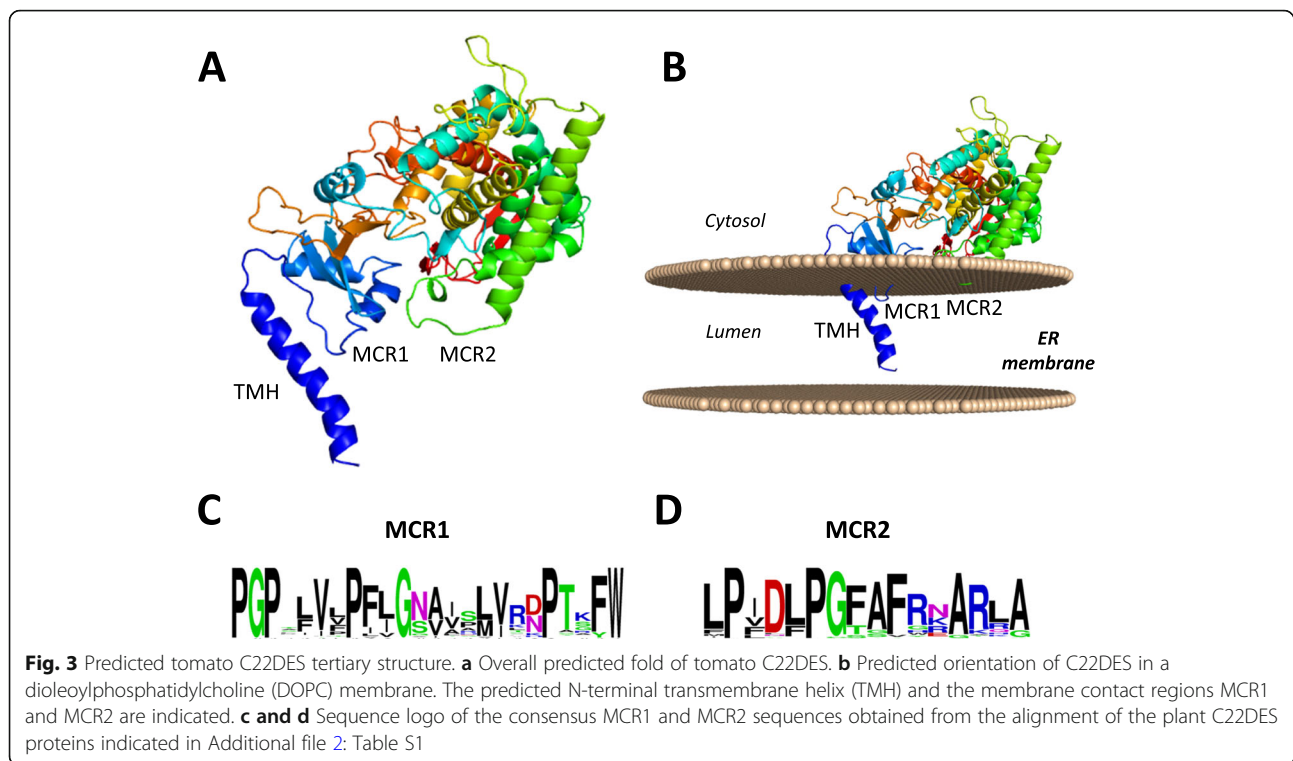 A
B
Cytosol
MCR1
MCR2
TMH
MCR1
MCR2
TMH
Lumen
ER
membrane
C
MCR1
D
MCR2
Fig. 3 Predicted tomato C22DES tertiary structure. a Overall predicted fold of tomato C22DES. b Predicted orientation of C22DES in a
dioleoylphosphatidylcholine (DOPC) membrane. The predicted N-terminal transmembrane helix (TMH) and the membrane contact regions MCR1
and MCR2 are indicated. c and d Sequence logo of the consensus MCR1 and MCR2 sequences obtained from the alignment of the plant C22DES
proteins indicated in Additional file 2: Table S1